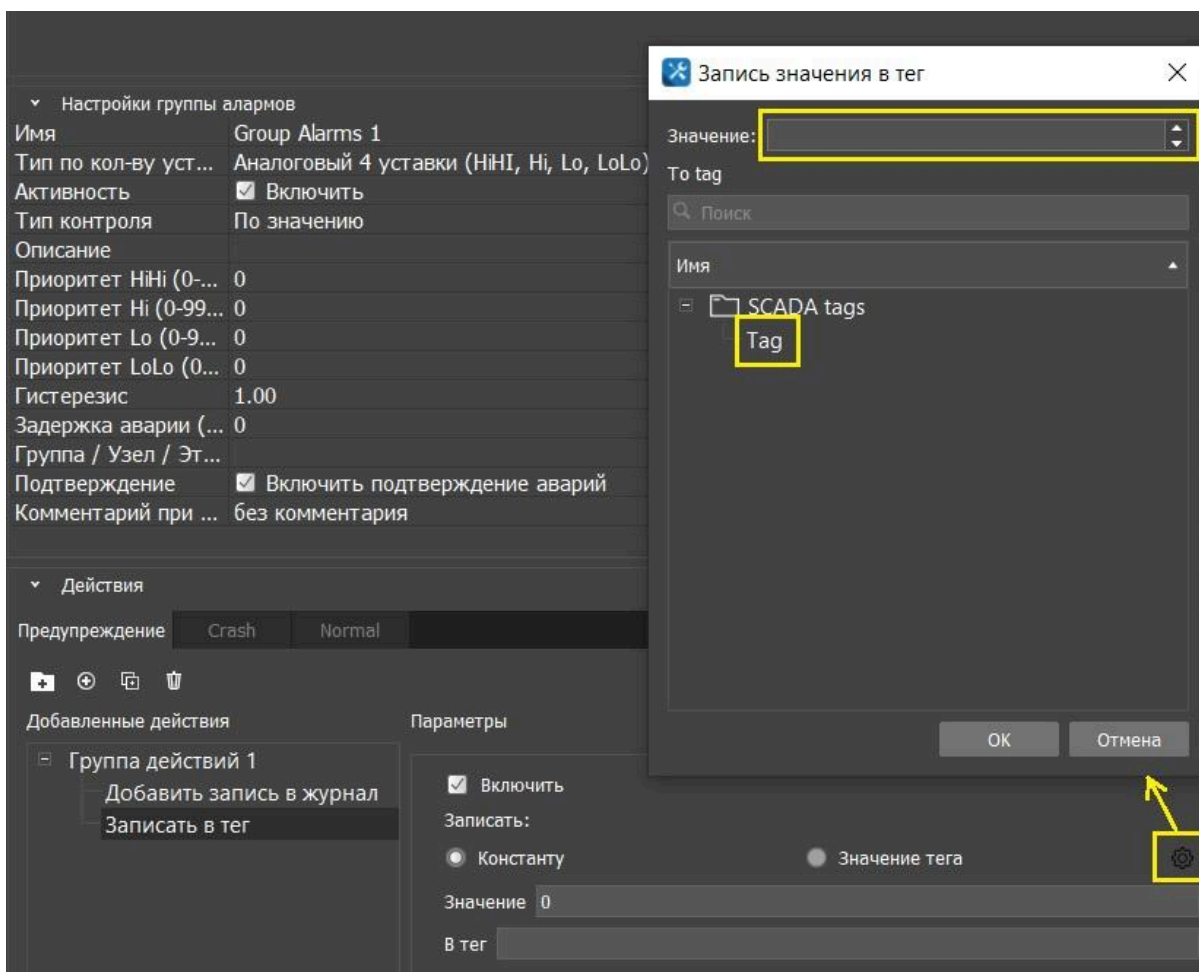 Настройки группы алармов
Имя Group Alarms 1
Тип по кол-ву уст... Аналоговый 4 уставки (HiHI, Hi, Lo, LoLo)
Активность Включить
Тип контроля По значению
Описание
Приоритет HiHi (0-... 0
Приоритет Hi (0-99... 0
Приоритет Lo (0-9... 0
Приоритет LoLo (0... 0
Гистерезис 1.00
Задержка аварии (... 0
Группа / Узел / Эт...
Подтверждение Включить подтверждение аварий
Комментарий при ... без комментария
Действия
Предупреждение Crash Normal
Добавленные действия
Группа действий 1
Добавить запись в журнал
Записать в тег
Параметры
Включить
Записать:
Константу Значение тега
Значение 0
В тег
Запись значения в тег
Значение:
To tag
Поиск
Имя
SCADA tags
Tag
OK Отмена